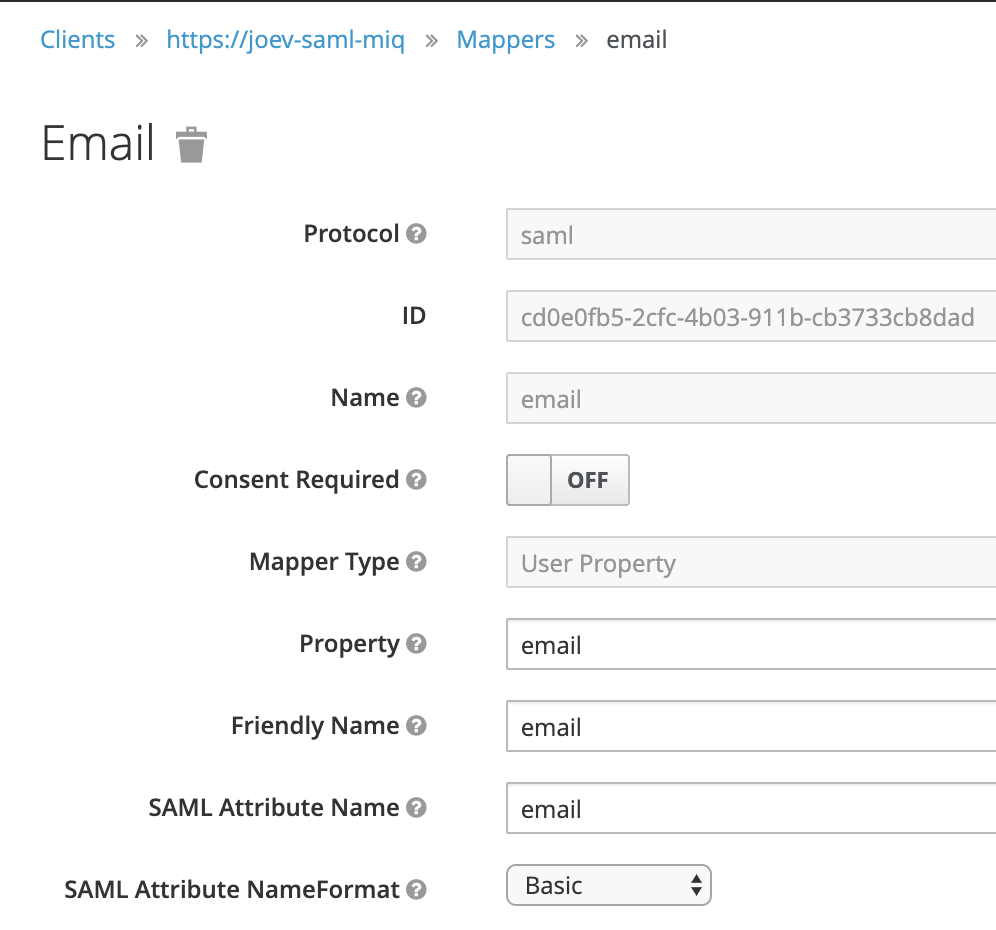 Clients » https://joev-saml-miq » Mappers » email
Email
Protocol ? saml
ID cd0e0fb5-2cfc-4b03-911b-cb3733cb8dad
Name ? email
Consent Required ? OFF
Mapper Type ? User Property
Property ? email
Friendly Name ? email
SAML Attribute Name ? email
SAML Attribute NameFormat ? Basic